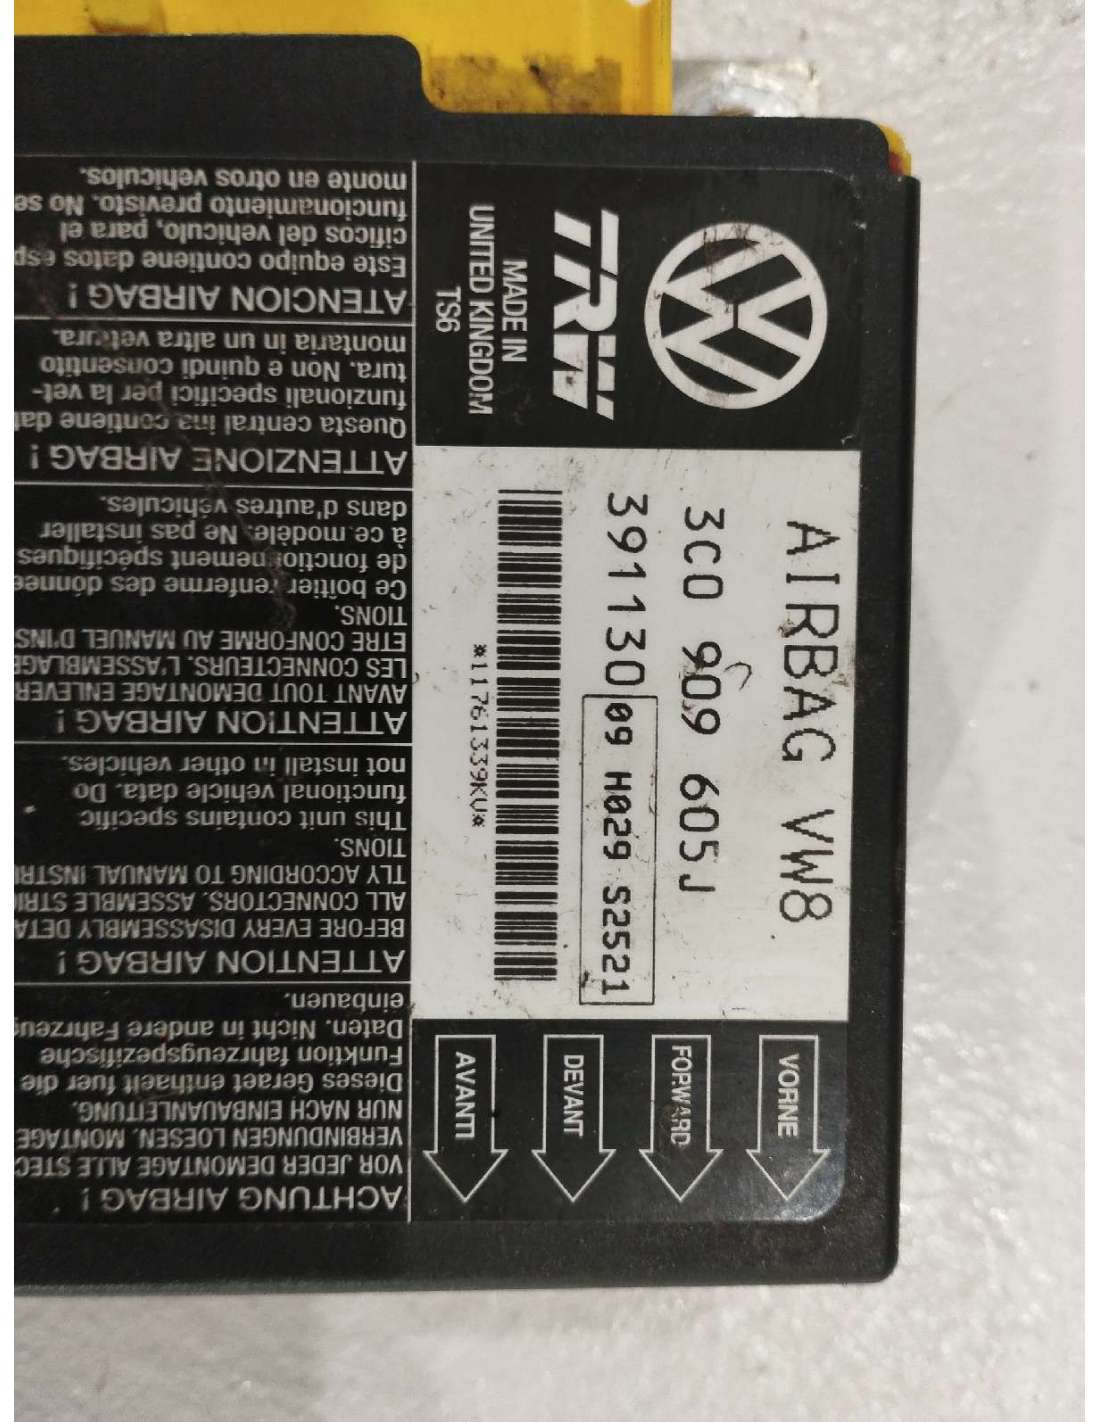 TRW
MADE IN
UNITED KINGDOM
TS6
AIRBAG VW8
3C0 909 605J
39113009 H029 S2521
*11761339KU*
VORNE
FORWARD
DEVANT
AVANTI
ACHTUNG AIRBAG !
VOR JEDER DEMONTAGE ALLE STEC
VERBINDUNGEN LOESEN. MONTAGE
NUR NACH EINBAUANLEITUNG.
Dieses Geraet enthaelt fuer die
Funktion fahrzeugspezifische
Daten. Nicht in andere Fahrzeug
einbauen.
ATTENTION AIRBAG !
BEFORE EVERY DISASSEMBLY DETA
ALL CONNECTORS. ASSEMBLE STRIC
TLY ACCORDING TO MANUAL INSTR
TIONS.
This unit contains specific
functional vehicle data. Do
not install in other vehicles.
ATTENTION AIRBAG !
AVANT TOUT DEMONTAGE ENLEVER
LES CONNECTEURS. L'ASSEMBLAGE
ETRE CONFORME AU MANUEL D'INS
TIONS.
Ce boîtier renferme des donnée
de fonctionnement spécifiques
à ce modèle. Ne pas installer
dans d'autres véhicules.
ATTENZIONE AIRBAG !
Questa central ina contiene dat
funzionali specifici per la vet-
tura. Non e quindi consentito
montaria in un altra vettura.
ATENCION AIRBAG !
Este equipo contiene datos esp
cificos del vehiculo, para el
funcionamiento previsto. No se
monte en otros vehiculos.